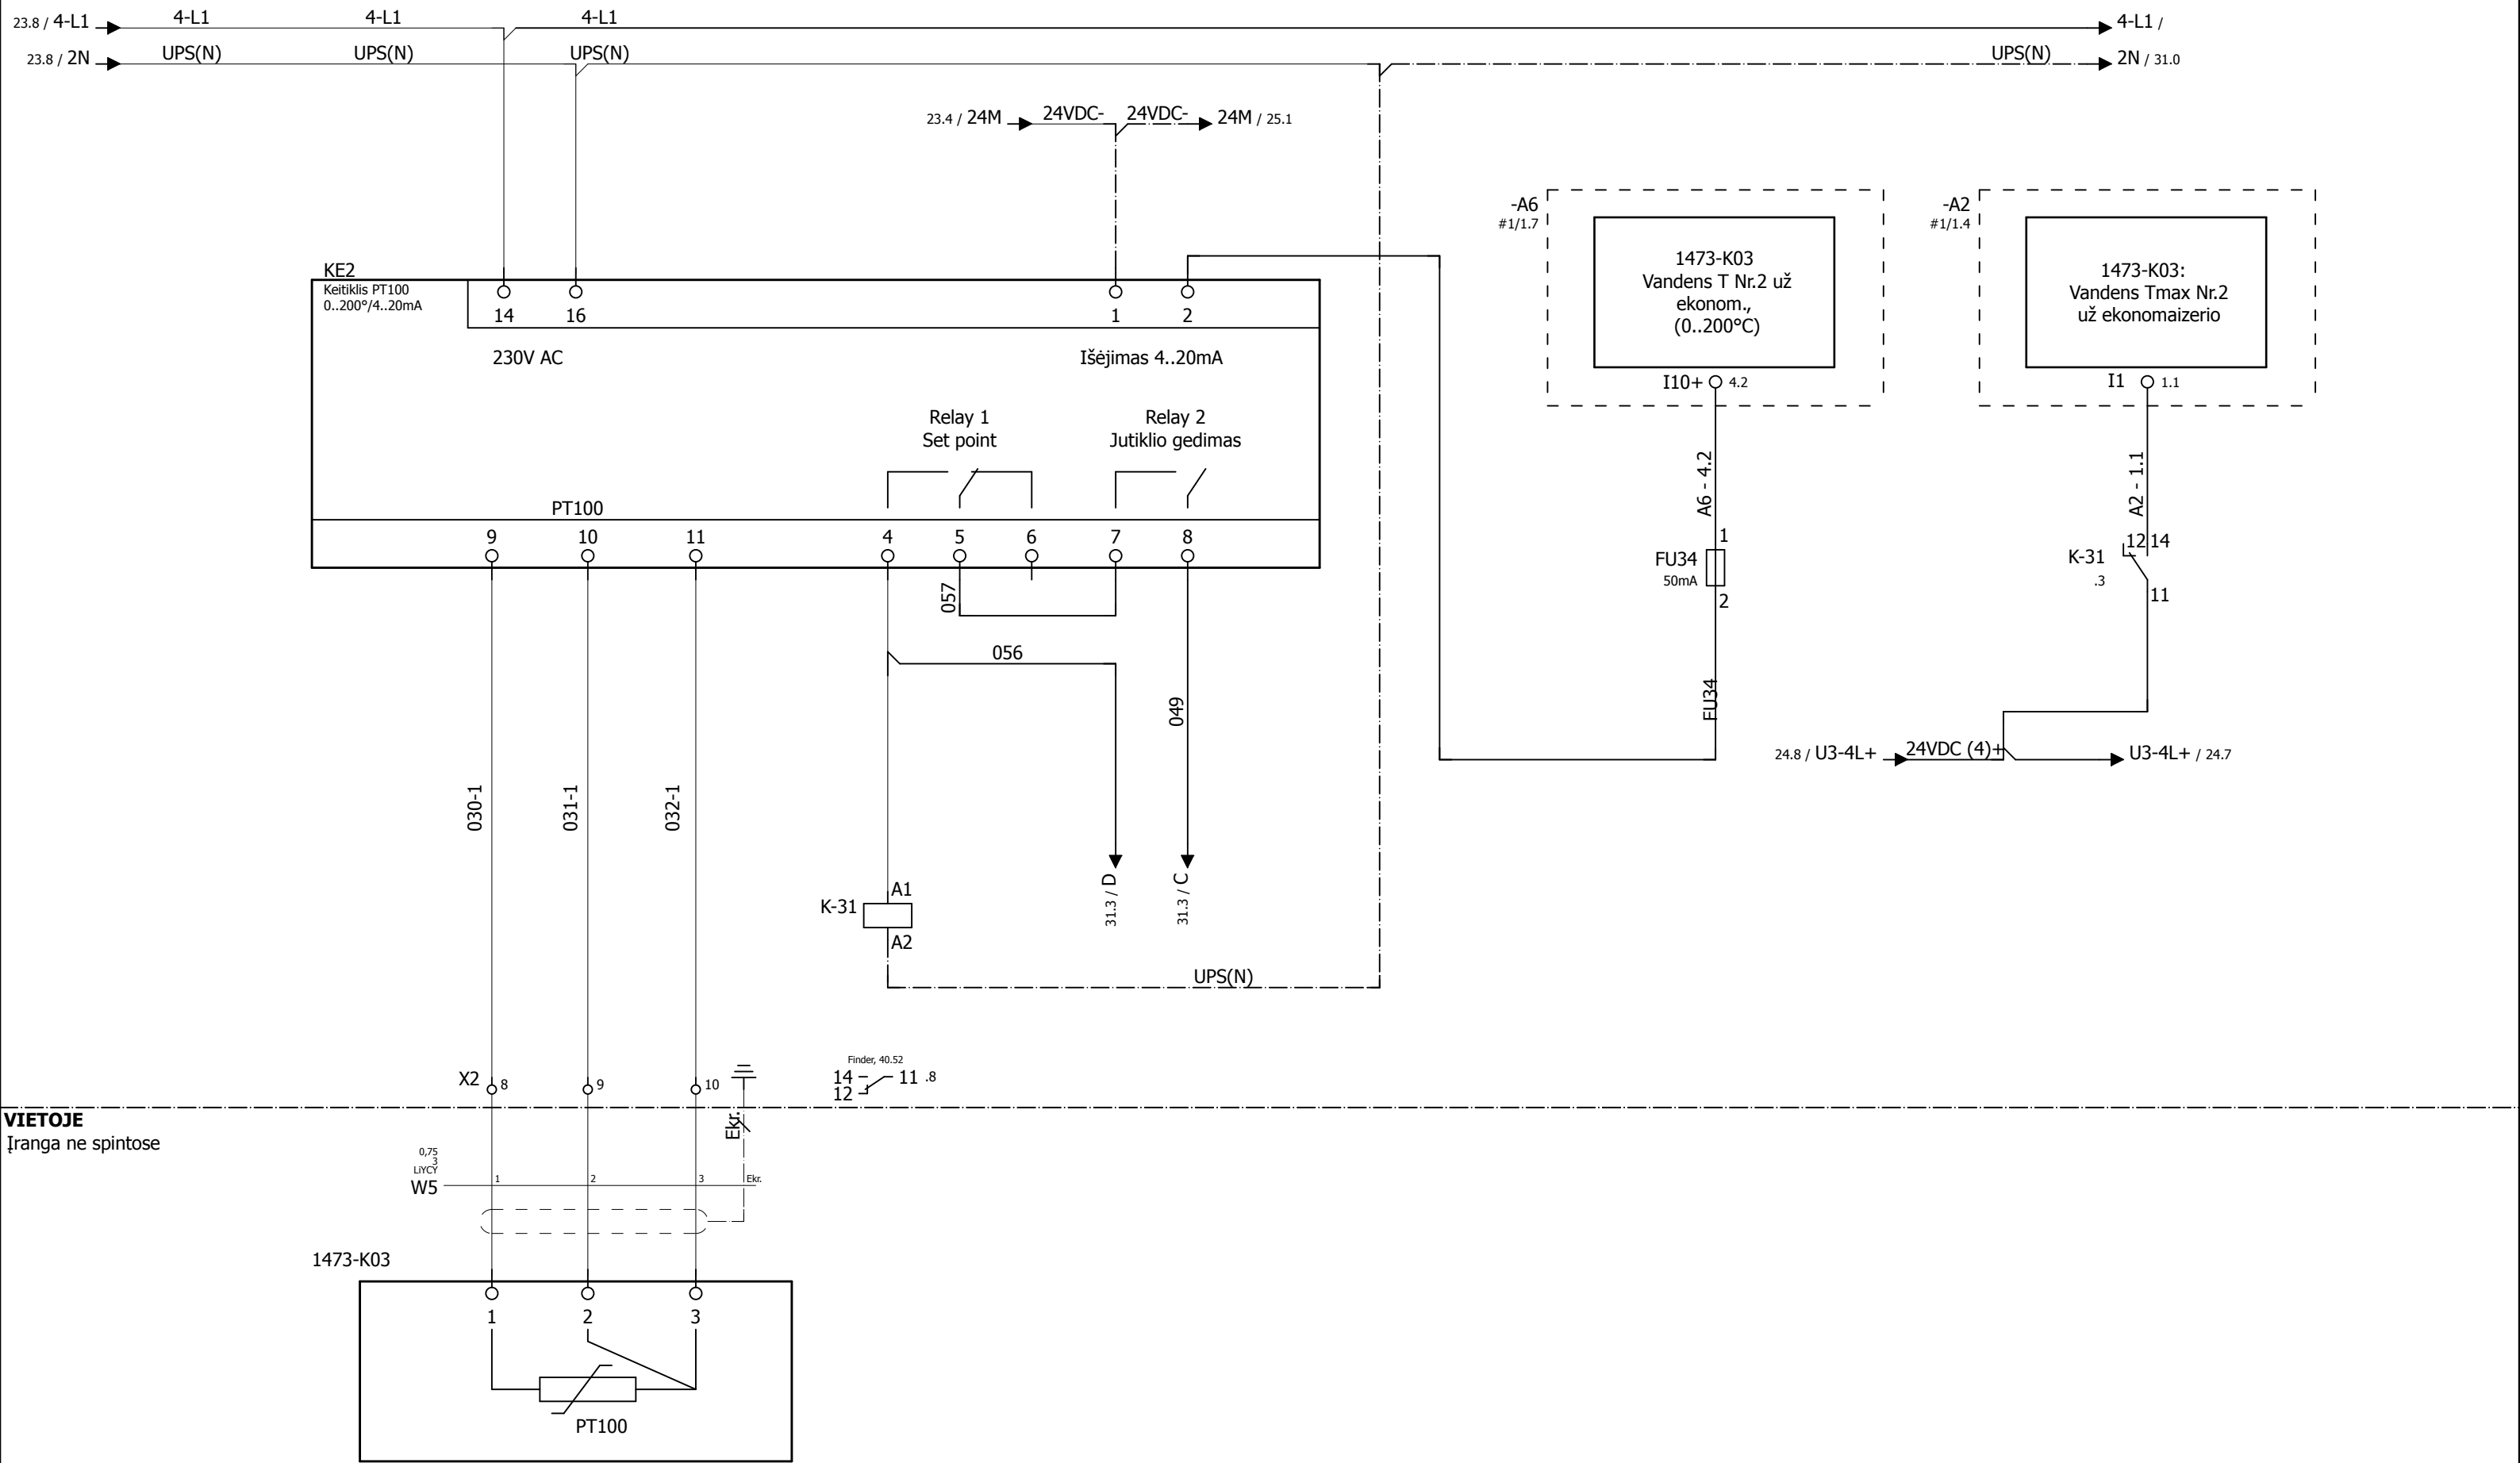 23.8 / 4-L1
4-L1
4-L1
4-L1
4-L1 /
23.8 / 2N
UPS(N)
UPS(N)
UPS(N)
UPS(N)
2N / 31.0
23.4 / 24M
24VDC-
24VDC-
24M / 25.1
KE2
Keitiklis PT100
0..200°/4..20mA
14
16
1
2
230V AC
Išėjimas 4..20mA
Relay 1
Set point
Relay 2
Jutiklio gedimas
PT100
9
10
11
4
5
6
7
8
-A6
#1/1.7
1473-K03
Vandens T Nr.2 už
ekonom.,
(0..200°C)
I10+
4.2
-A2
#1/1.4
1473-K03:
Vandens Tmax Nr.2
už ekonomaizerio
I1
1.1
A6 - 4.2
1
FU34
50mA
2
FU34
A2 - 1.1
12
14
K-31
.3
11
24.8 / U3-4L+
24VDC (4)+
U3-4L+ / 24.7
057
056
049
030-1
031-1
032-1
31.3 / D
31.3 / C
K-31
A1
A2
UPS(N)
X2
8
9
10
Finder, 40.52
14
11 .8
12
VIETOJE
Įranga ne spintose
Ekr.
0,75
3
LiYCY
W5
1
2
3
Ekr.
1473-K03
1
2
3
PT100